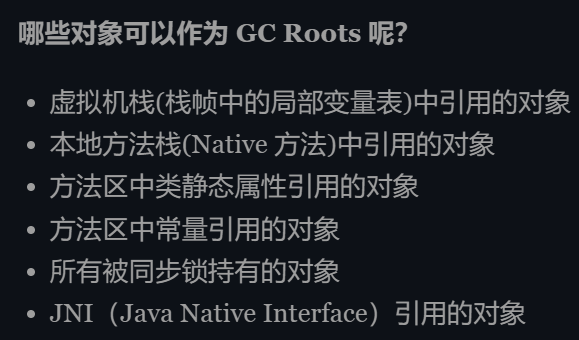 哪些对象可以作为 GC Roots 呢？
• 虚拟机栈(栈帧中的局部变量表)中引用的对象
• 本地方法栈(Native 方法)中引用的对象
• 方法区中类静态属性引用的对象
• 方法区中常量引用的对象
• 所有被同步锁持有的对象
• JNI（Java Native Interface）引用的对象